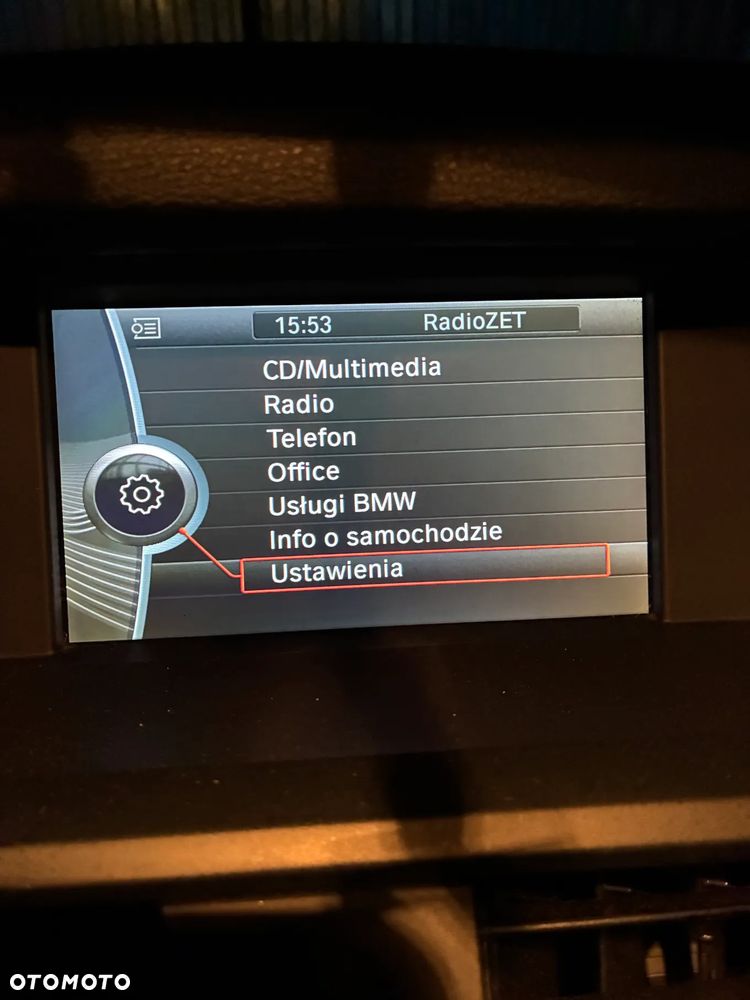 15:53 RadioZET
CD/Multimedia
Radio
Telefon
Office
Usługi BMW
Info o samochodzie
Ustawienia
OTOMOTO